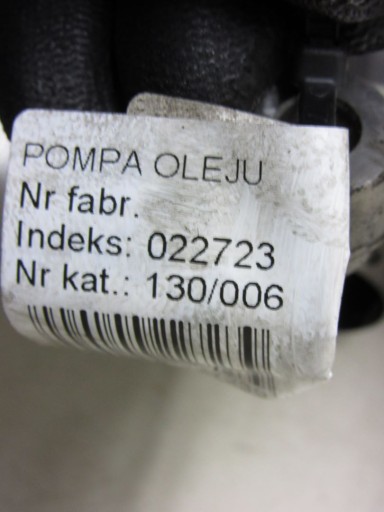 POMPA OLEJU
Nr fabr.
Indeks: 022723
Nr kat.: 130/006